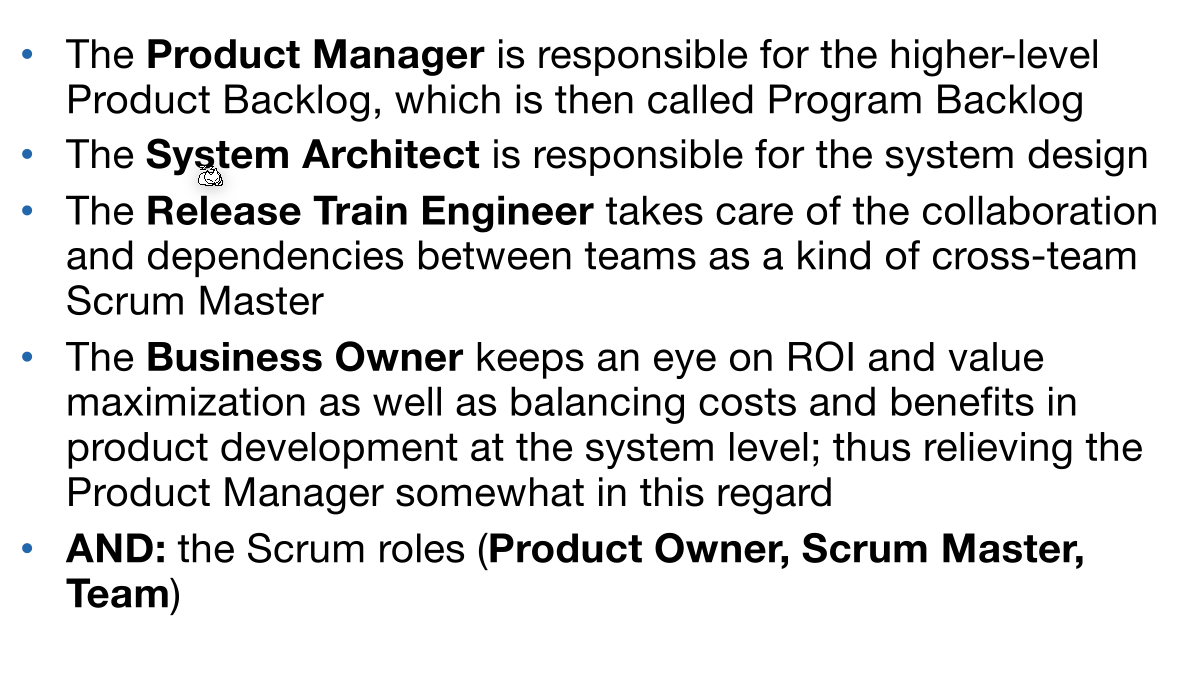 • The Product Manager is responsible for the higher-level
Product Backlog, which is then called Program Backlog
• The System Architect is responsible for the system design
• The Release Train Engineer takes care of the collaboration
and dependencies between teams as a kind of cross-team
Scrum Master
• The Business Owner keeps an eye on ROI and value
maximization as well as balancing costs and benefits in
product development at the system level; thus relieving the
Product Manager somewhat in this regard
• AND: the Scrum roles (Product Owner, Scrum Master,
Team)